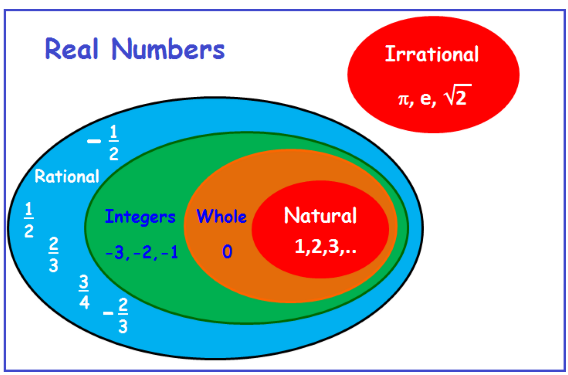 Real Numbers
Irrational
π, e, √2
- 1/2
Rational
1/2
2/3
3/4
- 2/3
Integers
-3,-2,-1
Whole
0
Natural
1,2,3,..